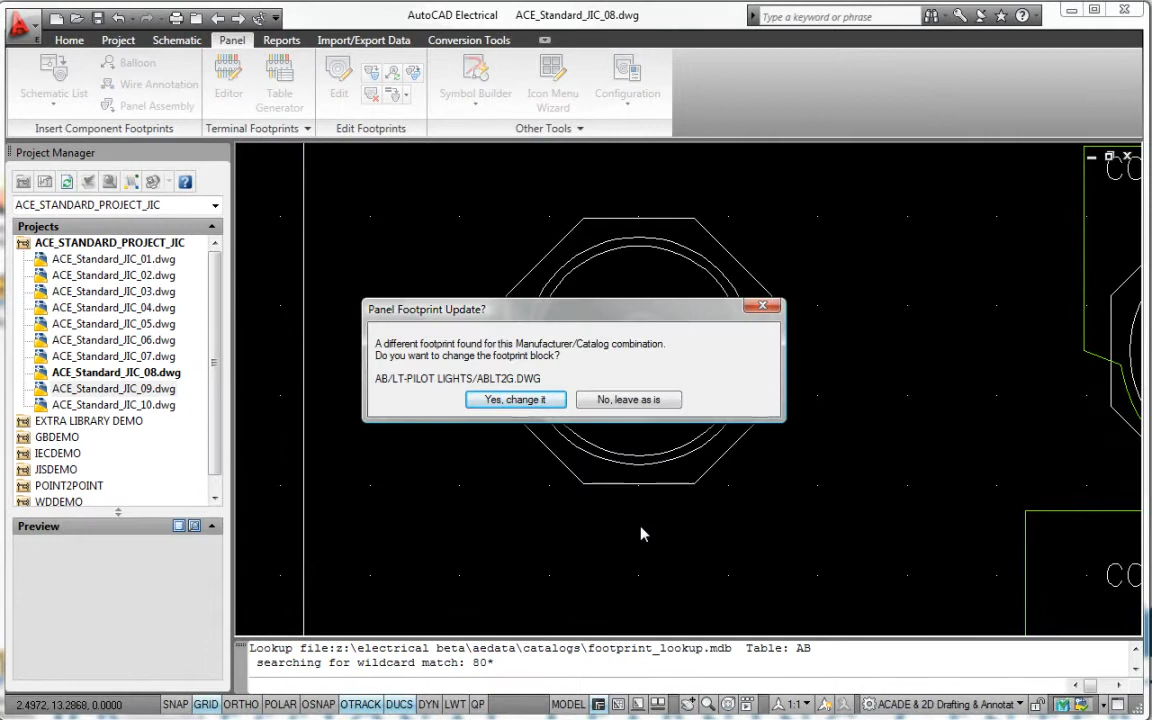 AutoCAD Electrical ACE_Standard_JIC_08.dwg
Type a keyword or phrase
Home Project Schematic Panel Reports Import/Export Data Conversion Tools
Balloon
Wire Annotation
Panel Assembly
Schematic List
Editor
Table Generator
Edit
Symbol Builder
Icon Menu Wizard
Configuration
Insert Component Footprints
Terminal Footprints
Edit Footprints
Other Tools
Project Manager
ACE_STANDARD_PROJECT_JIC
Projects
ACE_STANDARD_PROJECT_JIC
ACE_Standard_JIC_01.dwg
ACE_Standard_JIC_02.dwg
ACE_Standard_JIC_03.dwg
ACE_Standard_JIC_04.dwg
ACE_Standard_JIC_05.dwg
ACE_Standard_JIC_06.dwg
ACE_Standard_JIC_07.dwg
ACE_Standard_JIC_08.dwg
ACE_Standard_JIC_09.dwg
ACE_Standard_JIC_10.dwg
EXTRA LIBRARY DEMO
GBDEMO
IECDEMO
JISDEMO
POINT2POINT
WDDEMO
Preview
CO
CO
Panel Footprint Update?
A different footprint found for this Manufacturer/Catalog combination.
Do you want to change the footprint block?
AB/LT-PILOT LIGHTS/ABLT2G.DWG
Yes, change it No, leave as is
Lookup file:z:\electrical beta\aedata\catalogs\footprint_lookup.mdb Table: AB
searching for wildcard match: 80*
2.4972, 13.2868, 0.0000 SNAP GRID ORTHO POLAR OSNAP OTRACK DUCS DYN LWT QP MODEL 1:1 ACADE & 2D Drafting & Annotat